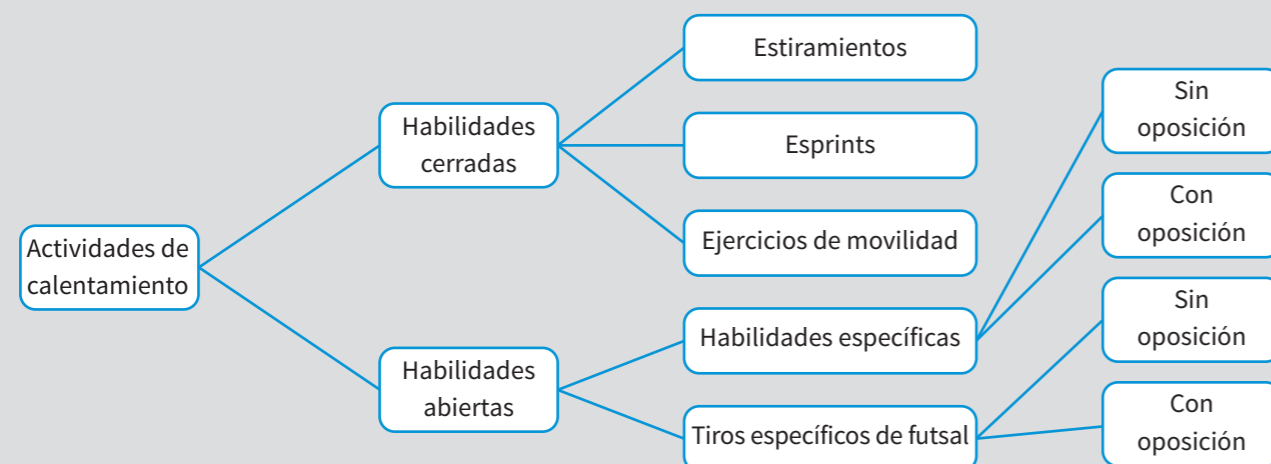 Actividades de
calentamiento
Habilidades
cerradas
Estiramientos
Esprints
Ejercicios de movilidad
Habilidades
abiertas
Habilidades específicas
Sin
oposición
Con
oposición
Tiros específicos de futsal
Sin
oposición
Con
oposición